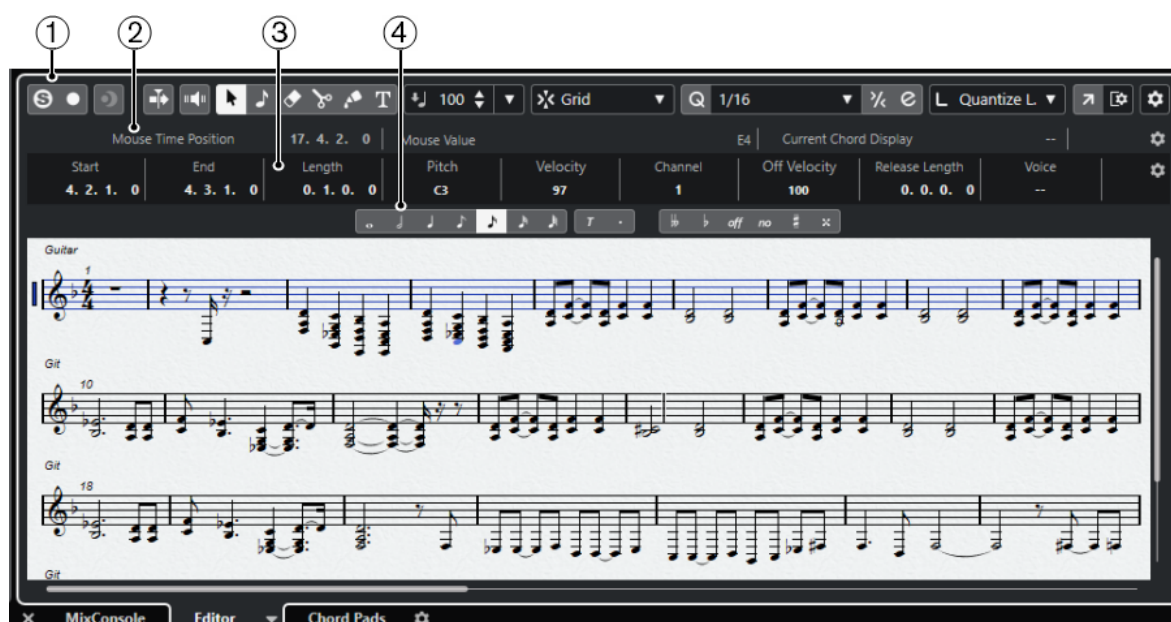 1 2 3 4
S 100 Grid Q 1/16 L Quantize L.
Mouse Time Position 17. 4. 2. 0 Mouse Value E4 Current Chord Display --
Start End Length Pitch Velocity Channel Off Velocity Release Length Voice
4. 2. 1. 0 4. 3. 1. 0 0. 1. 0. 0 C3 97 1 100 0. 0. 0. 0 --
T . off no
Guitar
1
4
4
Git
10
Git
18
Git
MixConsole Editor Chord Pads